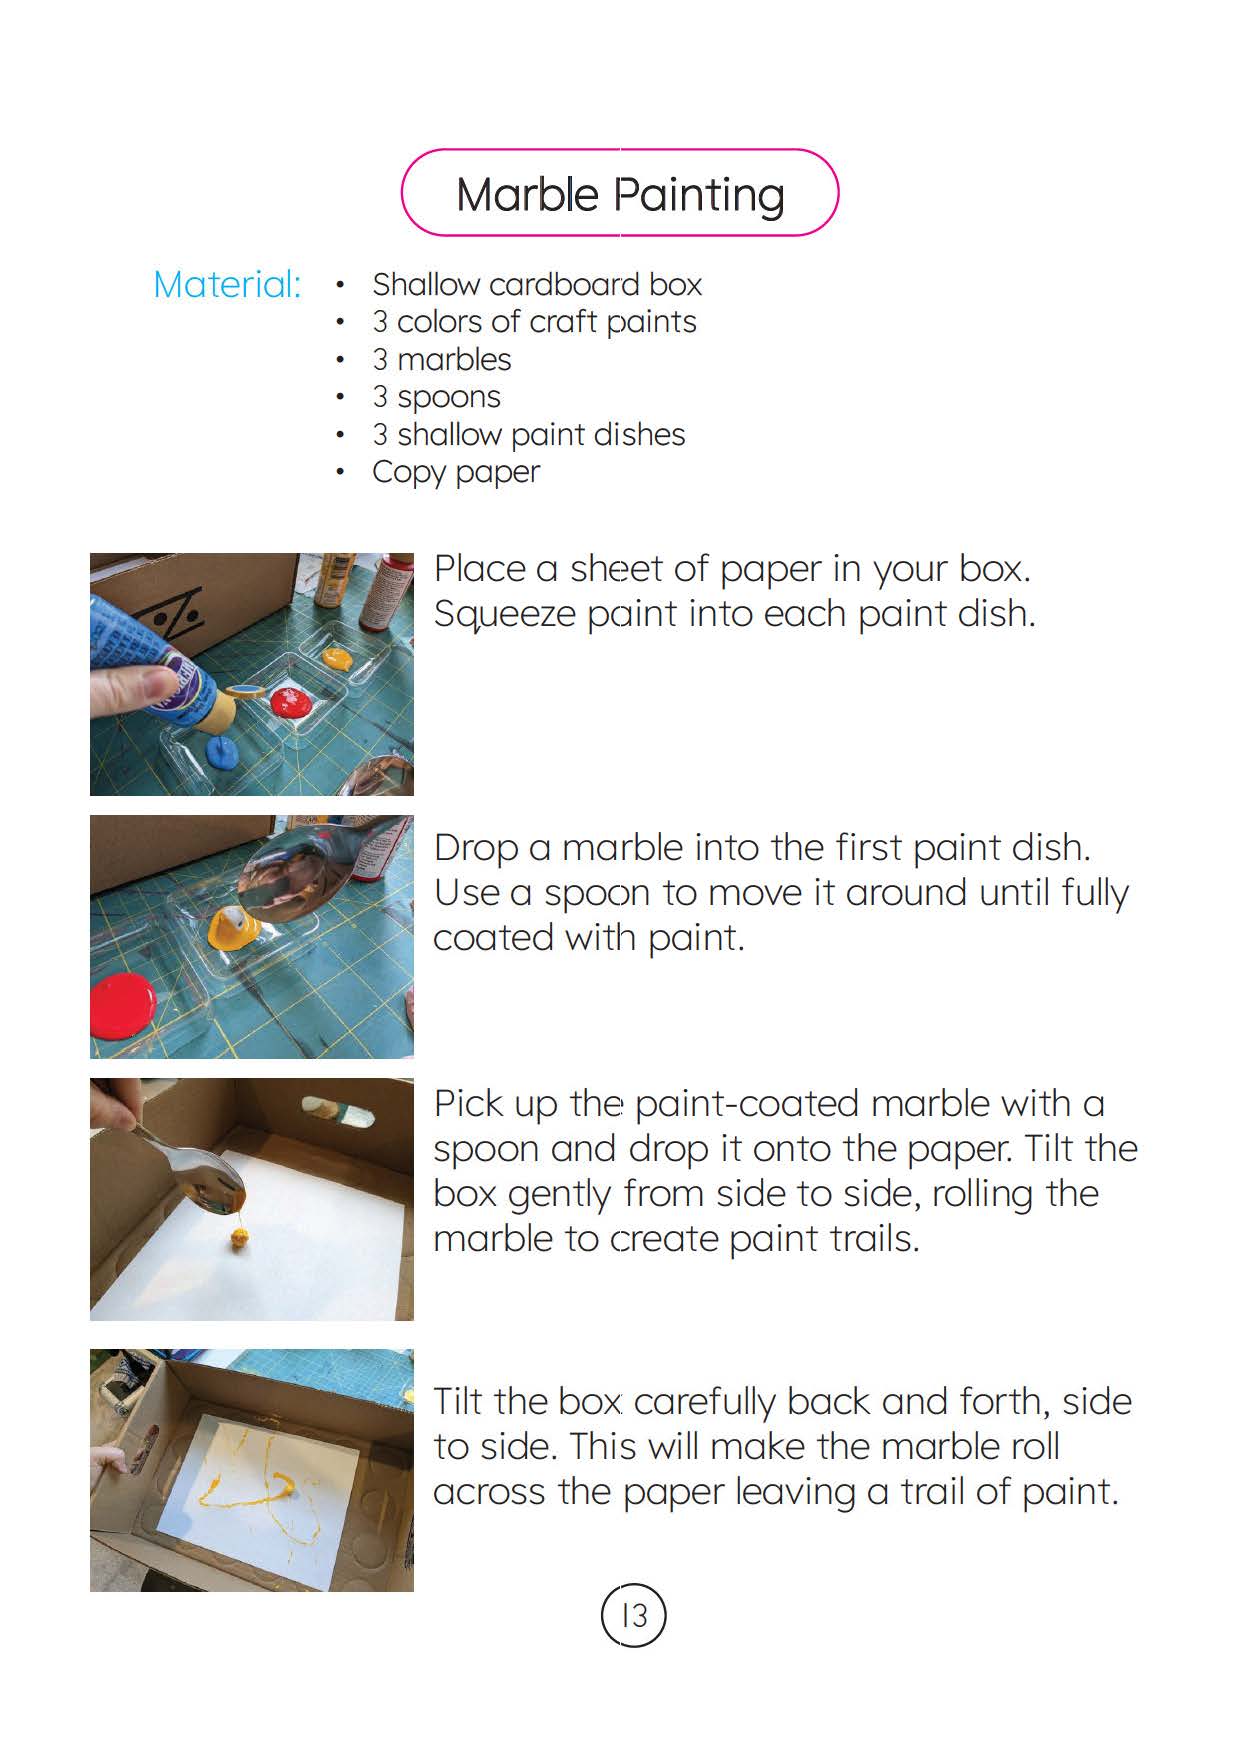 Marble Painting
Material:
• Shallow cardboard box
• 3 colors of craft paints
• 3 marbles
• 3 spoons
• 3 shallow paint dishes
• Copy paper
Place a sheet of paper in your box.
Squeeze paint into each paint dish.
Drop a marble into the first paint dish.
Use a spoon to move it around until fully
coated with paint.
Pick up the paint-coated marble with a
spoon and drop it onto the paper. Tilt the
box gently from side to side, rolling the
marble to create paint trails.
Tilt the box carefully back and forth, side
to side. This will make the marble roll
across the paper leaving a trail of paint.
13